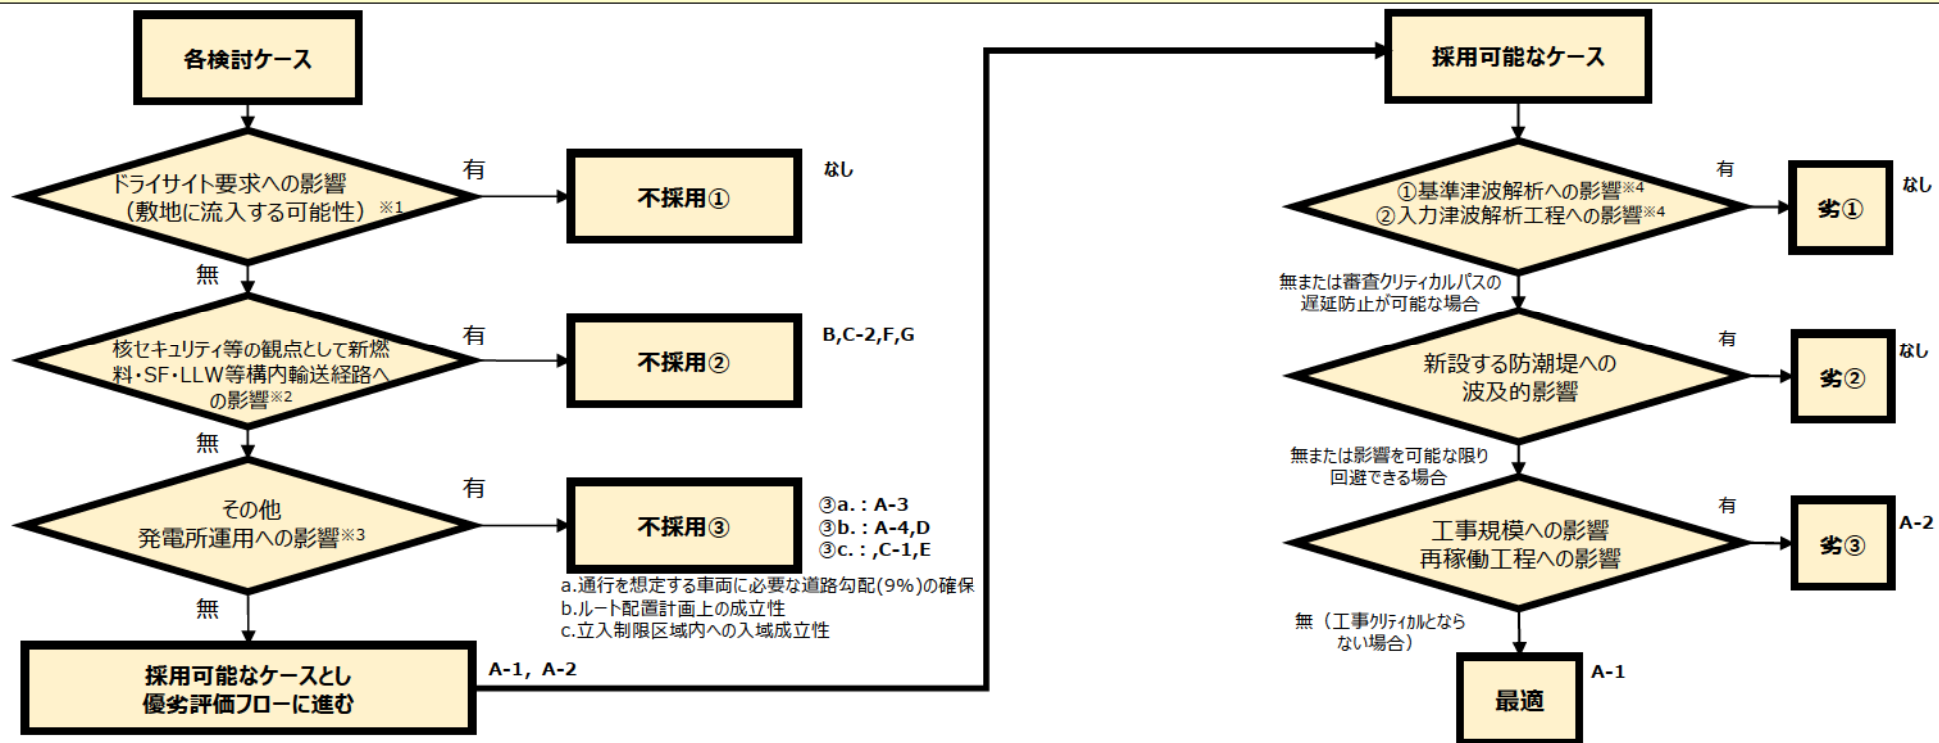 各検討ケース
ドライサイト要求への影響
（敷地に流入する可能性）※1
有
不採用①
なし
無
核セキュリティ等の観点として新燃
料・SF・LLW等構内輸送経路へ
の影響※2
有
不採用②
B,C-2,F,G
無
その他
発電所運用への影響※3
有
不採用③
③a. : A-3
③b. : A-4,D
③c. : ,C-1,E
a.通行を想定する車両に必要な道路勾配(9%)の確保
b.ルート配置計画上の成立性
c.立入制限区域内への入域成立性
無
採用可能なケースとし
優劣評価フローに進む
A-1, A-2
採用可能なケース
①基準津波解析への影響※4
②入力津波解析工程への影響※4
有
劣①
なし
無または審査クリティカルパスの
遅延防止が可能な場合
新設する防潮堤への
波及的影響
有
劣②
なし
無または影響を可能な限り
回避できる場合
工事規模への影響
再稼働工程への影響
有
劣③
A-2
無（工事クリティカルとなら
ない場合）
最適
A-1